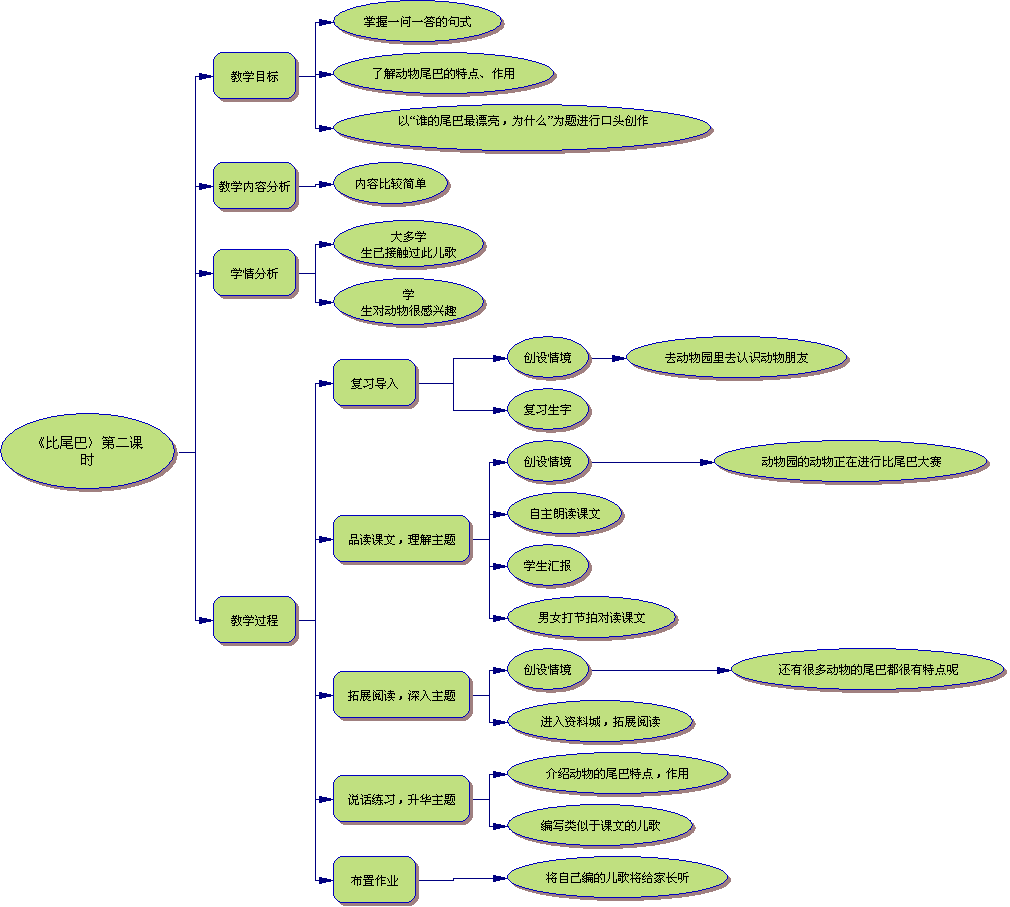 掌握一问一答的句式
教学目标
了解动物尾巴的特点、作用
以“谁的尾巴最漂亮，为什么”为题进行口头创作
教学内容分析
内容比较简单
学情分析
大多学
生已接触过此儿歌
学
生对动物很感兴趣
《比尾巴》第二课
时
教学过程
复习导入
创设情境
去动物园里去认识动物朋友
复习生字
品读课文，理解主题
创设情境
动物园的动物正在进行比尾巴大赛
自主朗读课文
学生汇报
男女打节拍对读课文
拓展阅读，深入主题
创设情境
还有很多动物的尾巴都很有特点呢
进入资料城，拓展阅读
说话练习，升华主题
介绍动物的尾巴特点，作用
编写类似于课文的儿歌
布置作业
将自己编的儿歌将给家长听